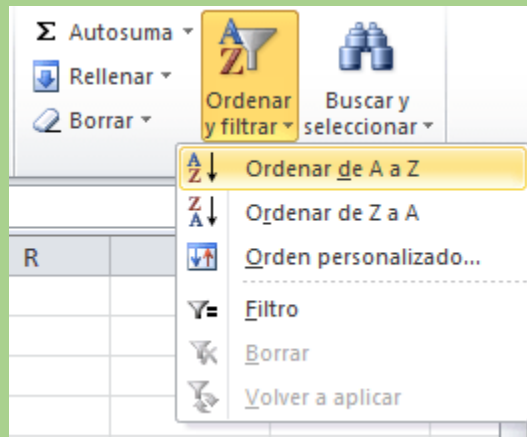 Σ Autosuma
Rellenar
Borrar
Ordenar
y filtrar
Buscar y
seleccionar
Ordenar de A a Z
Ordenar de Z a A
Orden personalizado...
Filtro
Borrar
Volver a aplicar
R